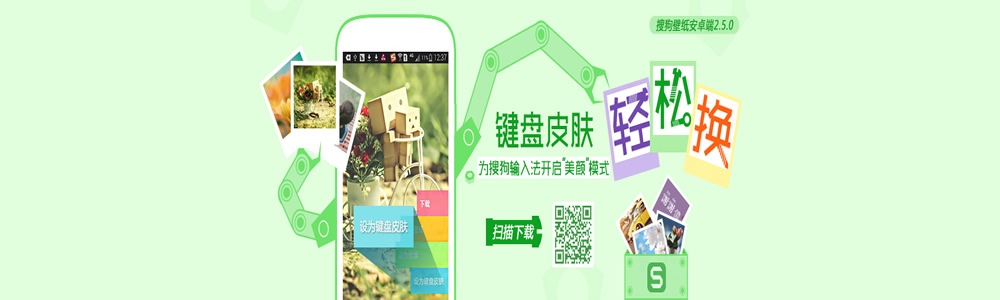 搜狗壁纸安卓端2.5.0
12:37
键盘皮肤
轻松换
为搜狗输入法开启"美颜"模式
下载
设为键盘皮肤
设为键盘皮肤
扫描下载
S